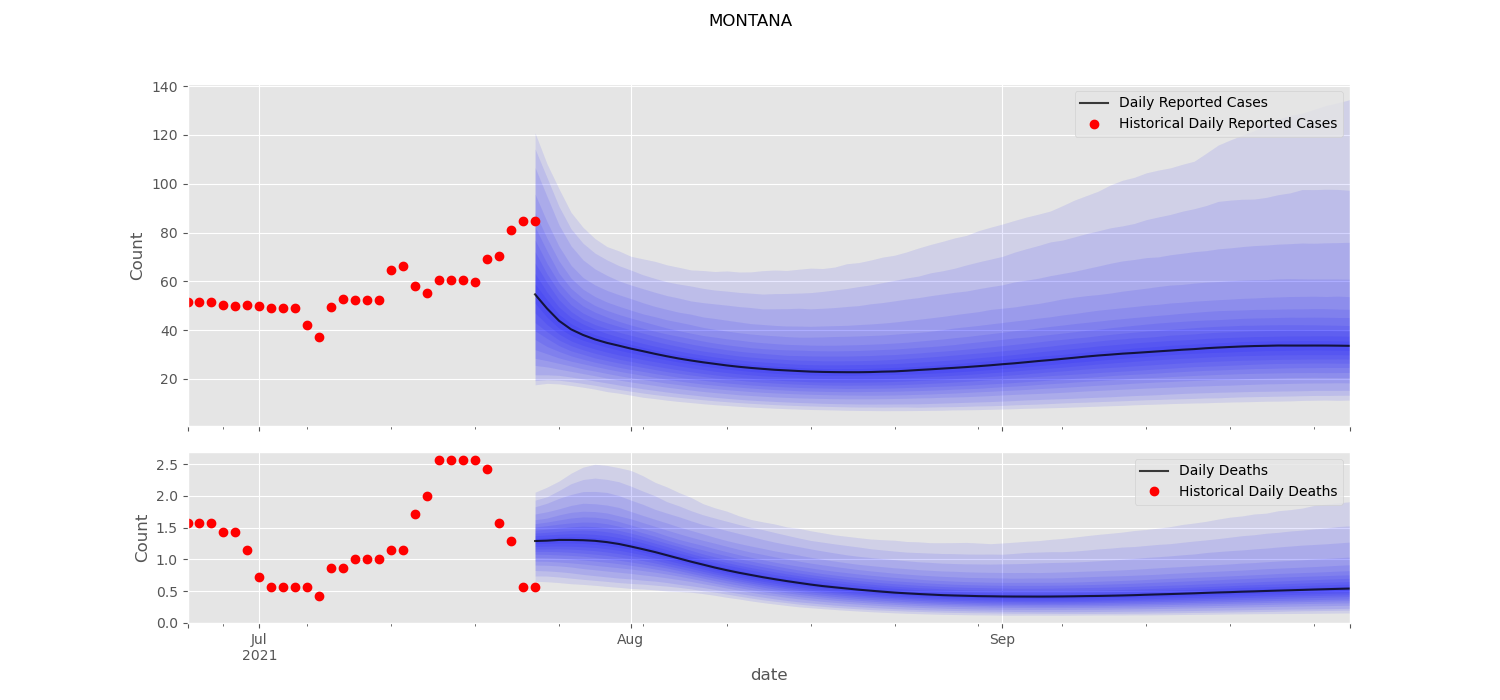 MONTANA
140
120
100
80
60
40
20
Count
Daily Reported Cases
Historical Daily Reported Cases
2.5
2.0
1.5
1.0
0.5
0.0
Count
Daily Deaths
Historical Daily Deaths
Jul
2021
Aug
Sep
date